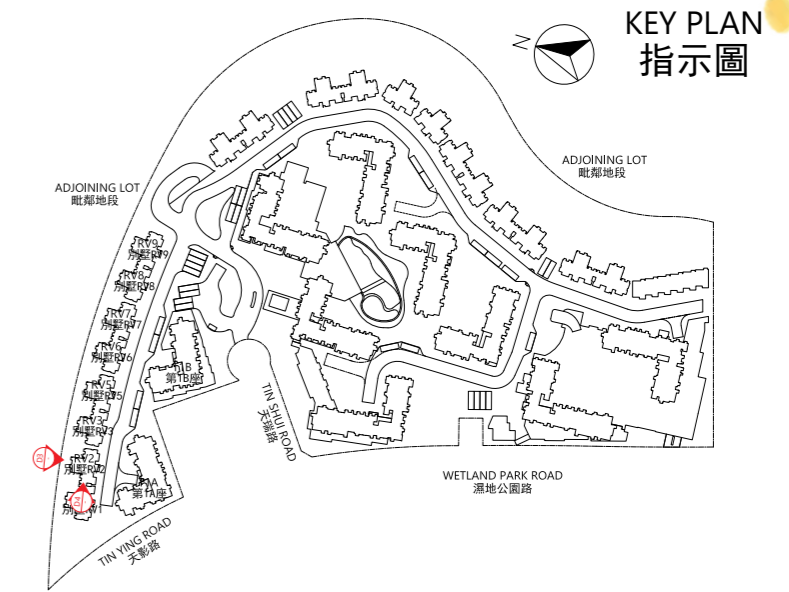 KEY PLAN
指示圖
N
ADJOINING LOT
毗鄰地段
ADJOINING LOT
毗鄰地段
RV9
別墅RV9
RV8
別墅RV8
RV7
別墅RV7
RV6
別墅RV6
RV5
別墅RV5
RV3
別墅RV3
RV2
別墅RV2
D3
D4
第1B座
第1A座
TIN SHUI ROAD
天瑞路
WETLAND PARK ROAD
濕地公園路
TIN YING ROAD
天影路